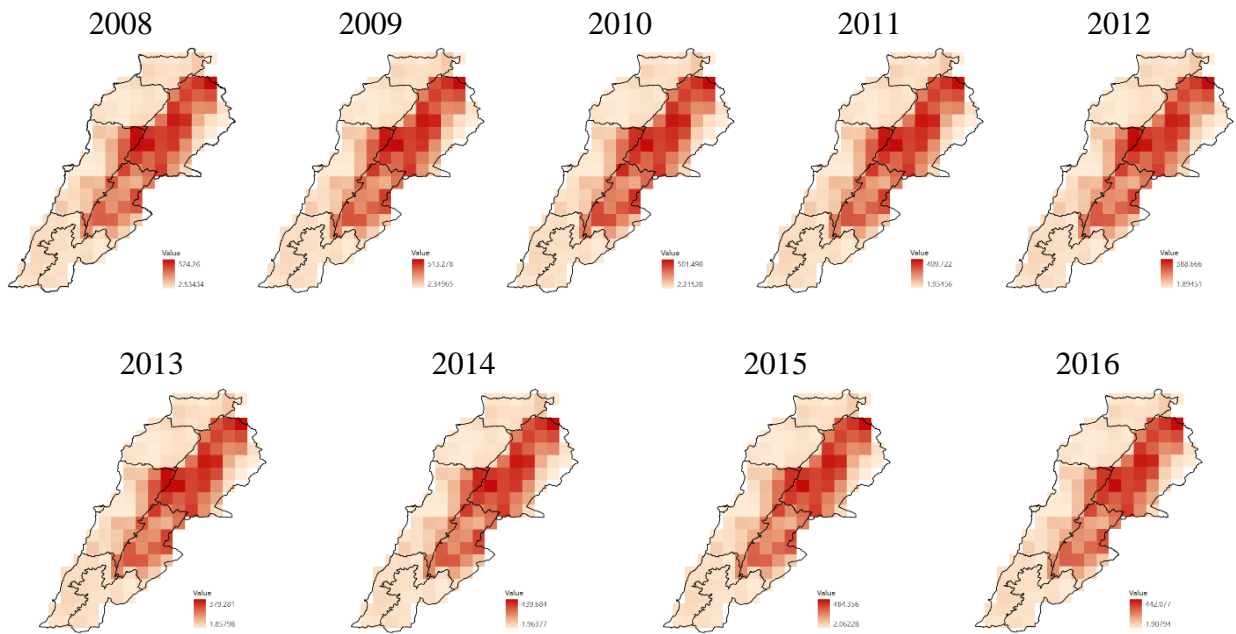 2008 2009 2010 2011 2012
Value
524.26
2.53434
Value
513.278
2.34965
Value
501.498
2.21528
Value
409.722
1.95456
Value
388.666
1.89451
2013 2014 2015 2016
Value
379.281
1.85798
Value
439.684
1.96377
Value
484.356
2.06228
Value
442.077
1.90794